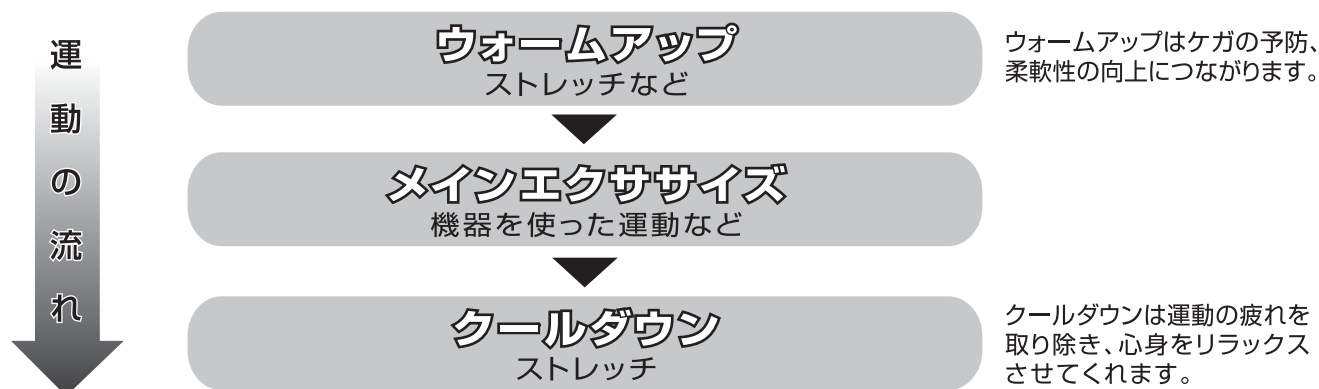 運動の流れ
ウォームアップ
ストレッチなど
ウォームアップはケガの予防、
柔軟性の向上につながります。
メインエクササイズ
機器を使った運動など
クールダウン
ストレッチ
クールダウンは運動の疲れを
取り除き、心身をリラックス
させてくれます。